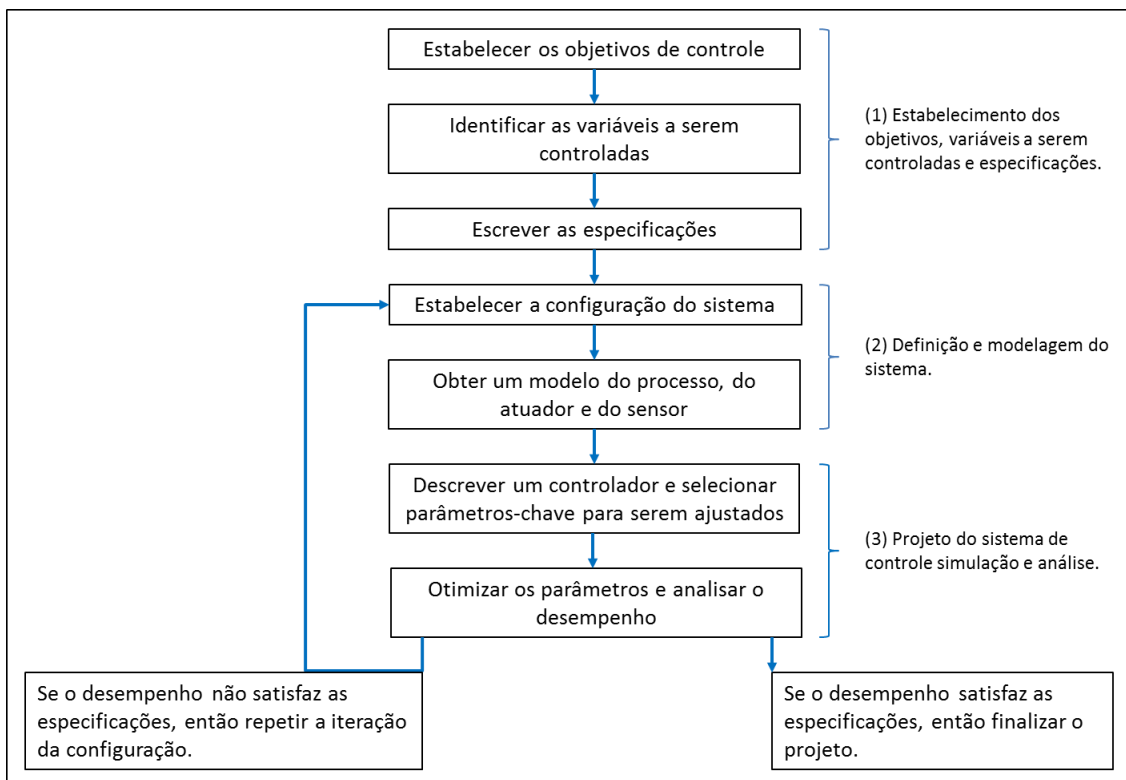 Estabelecer os objetivos de controle
Identificar as variáveis a serem
controladas
Escrever as especificações
(1) Estabelecimento dos
objetivos, variáveis a serem
controladas e especificações.
Estabelecer a configuração do sistema
Obter um modelo do processo, do
atuador e do sensor
(2) Definição e modelagem do
sistema.
Descrever um controlador e selecionar
parâmetros-chave para serem ajustados
Otimizar os parâmetros e analisar o
desempenho
(3) Projeto do sistema de
controle simulação e análise.
Se o desempenho não satisfaz as
especificações, então repetir a iteração
da configuração.
Se o desempenho satisfaz as
especificações, então finalizar o
projeto.